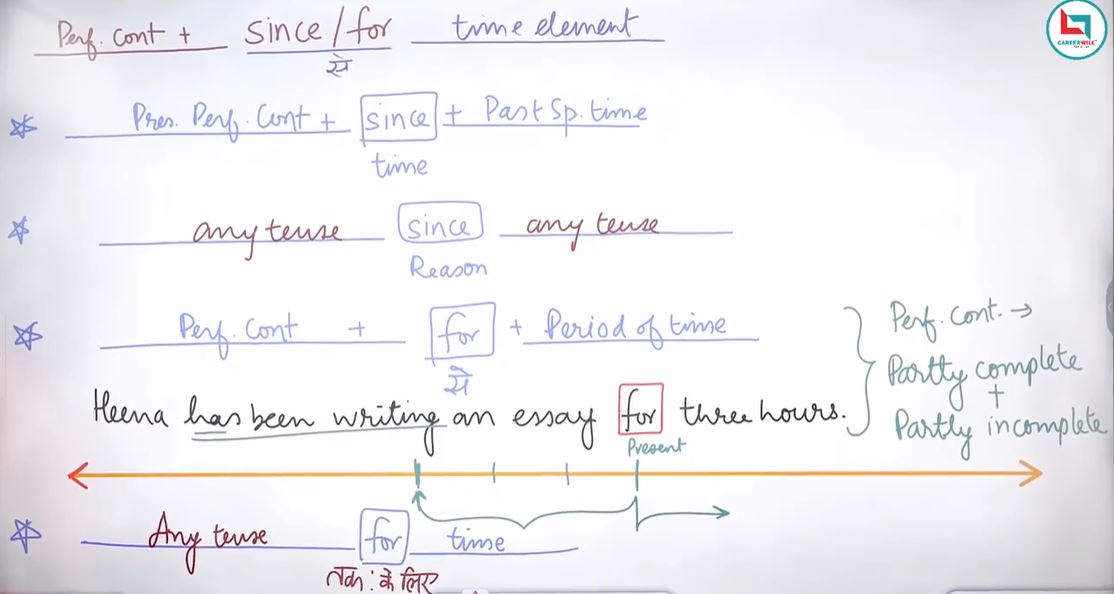 Perf. cont + since/for time element
से
Pres. Perf. Cont + since + Past Sp. time
time
any tense since any tense
Reason
Perf. Cont + for + Period of time
से
Perf. cont. →
Partly complete
+
Partly incomplete
Heena has been writing an essay for three hours.
Present
Any tense for time
तक : के लिए
CAREERWILL